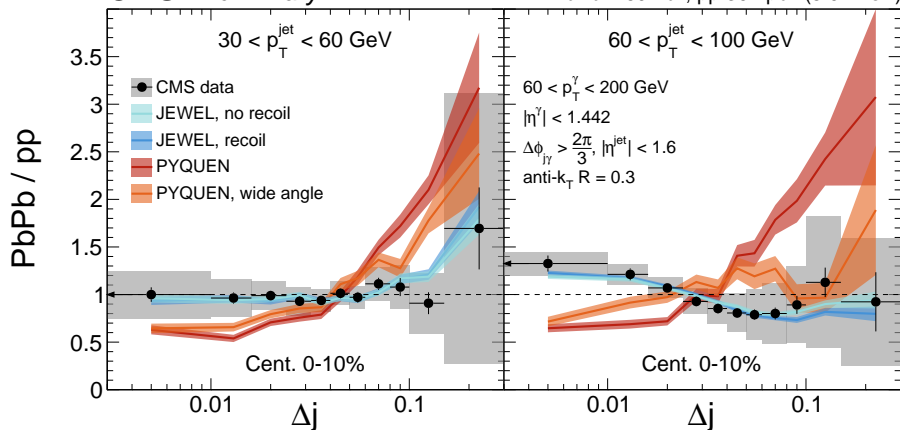 30 < p_T^jet < 60 GeV
CMS data
JEWEL, no recoil
JEWEL, recoil
PYQUEN
PYQUEN, wide angle
Cent. 0-10%
60 < p_T^jet < 100 GeV
60 < p_T^γ < 200 GeV
|η^γ| < 1.442
Δφ_jγ > 2π/3, |η^jet| < 1.6
anti-k_T R = 0.3
Cent. 0-10%
PbPb / pp
0
0.5
1
1.5
2
2.5
3
3.5
0.01
0.1
0.01
0.1
Δj
Δj